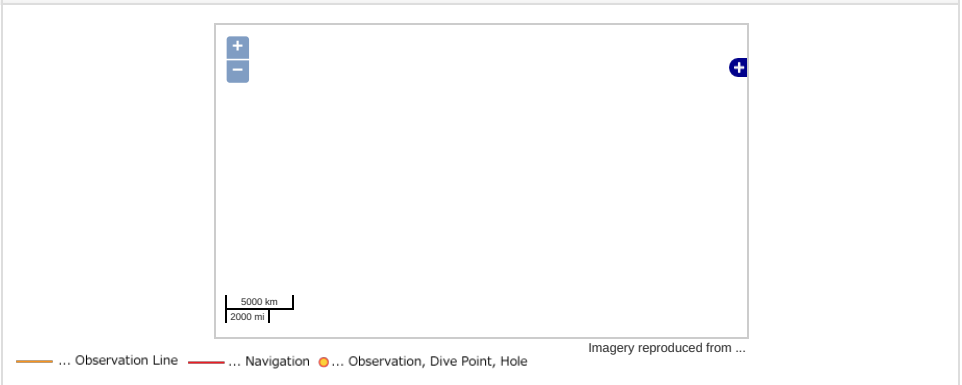 +
−
+
5000 km
2000 mi
Imagery reproduced from ...
... Observation Line ... Navigation ... Observation, Dive Point, Hole